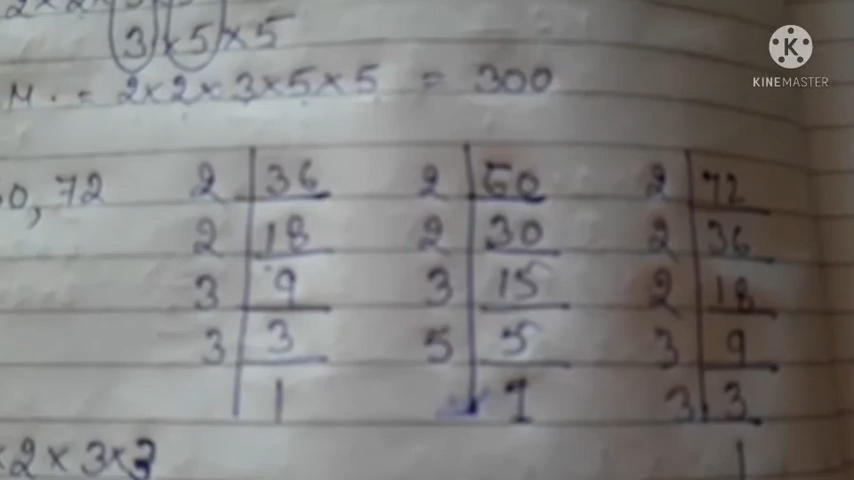 3 × 5 × 5
M. = 2×2×3×5×5 = 300
KINEMASTER
0, 72 2 36 2 60 2 72
2 18 2 30 2 36
3 9 3 15 2 18
3 3 5 5 3 9
1 1 3 3
×2×3×3 1